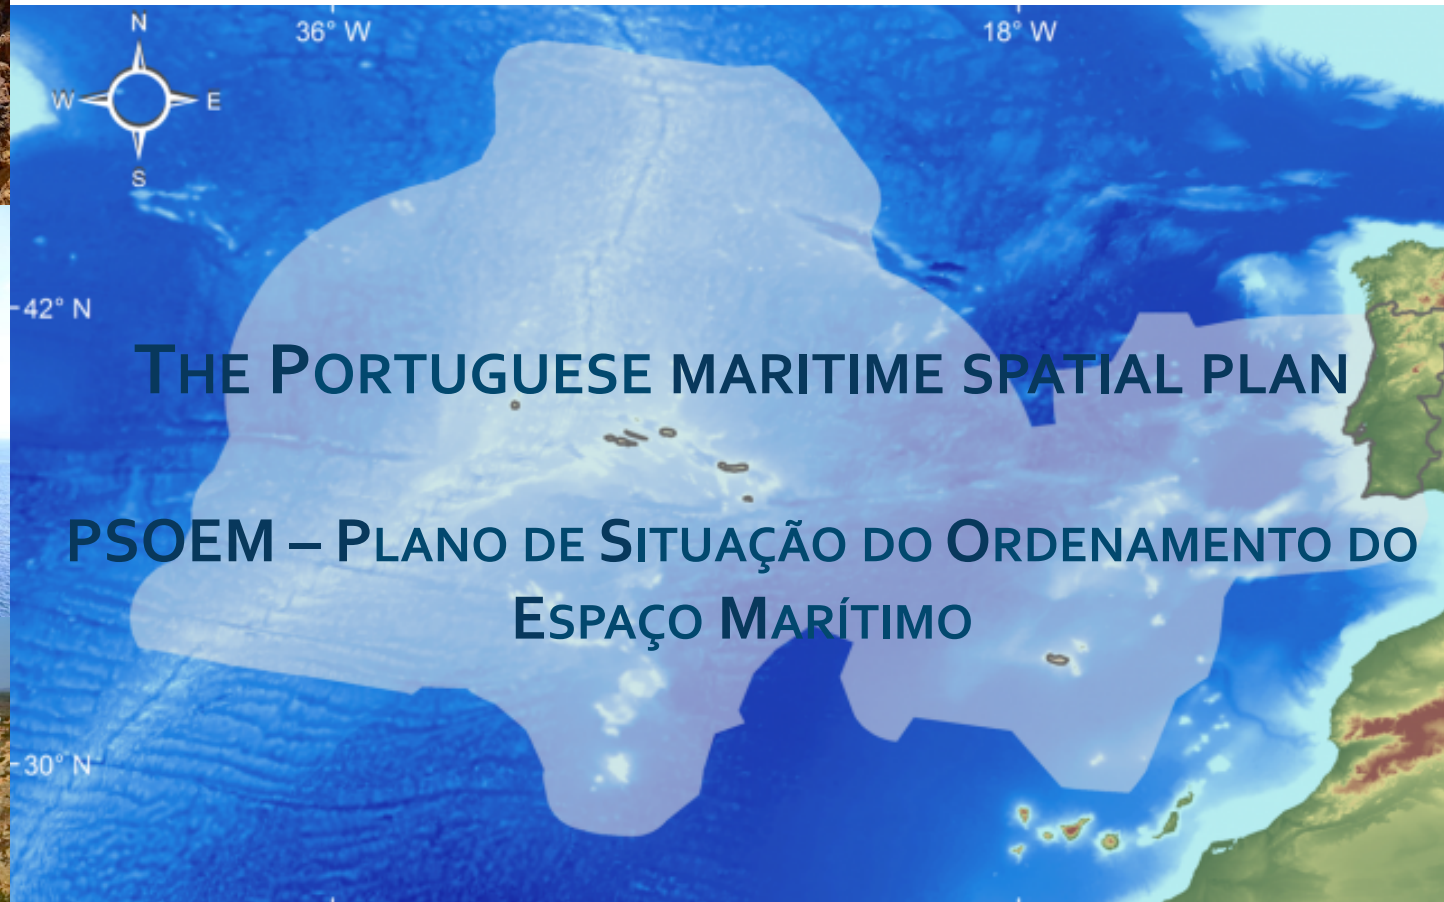 N
36° W
18° W
W
E
S
42° N
THE PORTUGUESE MARITIME SPATIAL PLAN
PSOEM – PLANO DE SITUAÇÃO DO ORDENAMENTO DO
ESPAÇO MARÍTIMO
30° N